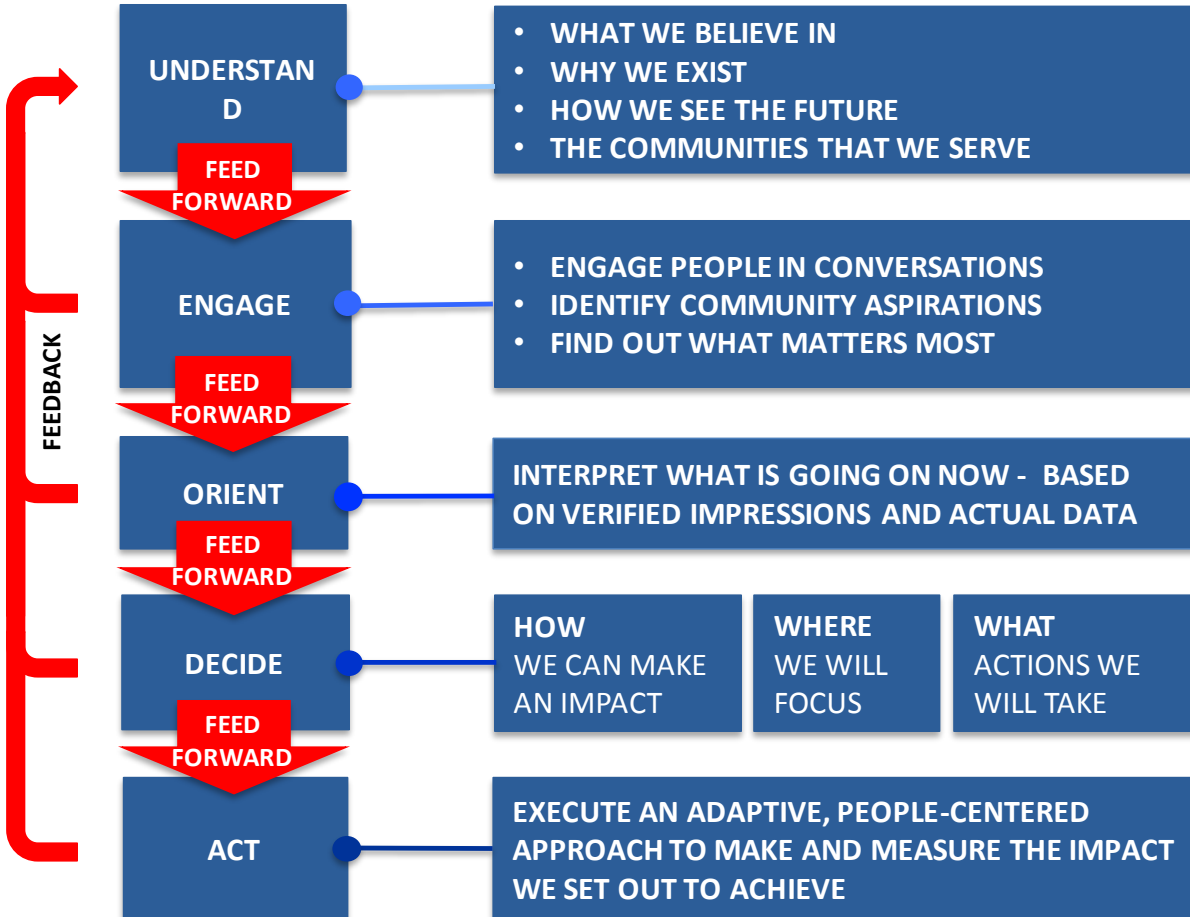 UNDERSTAN
D
• WHAT WE BELIEVE IN
• WHY WE EXIST
• HOW WE SEE THE FUTURE
• THE COMMUNITIES THAT WE SERVE
FEED
FORWARD
ENGAGE
• ENGAGE PEOPLE IN CONVERSATIONS
• IDENTIFY COMMUNITY ASPIRATIONS
• FIND OUT WHAT MATTERS MOST
FEEDBACK
FEED
FORWARD
ORIENT
INTERPRET WHAT IS GOING ON NOW - BASED
ON VERIFIED IMPRESSIONS AND ACTUAL DATA
FEED
FORWARD
DECIDE
HOW
WE CAN MAKE
AN IMPACT
WHERE
WE WILL
FOCUS
WHAT
ACTIONS WE
WILL TAKE
FEED
FORWARD
ACT
EXECUTE AN ADAPTIVE, PEOPLE-CENTERED
APPROACH TO MAKE AND MEASURE THE IMPACT
WE SET OUT TO ACHIEVE